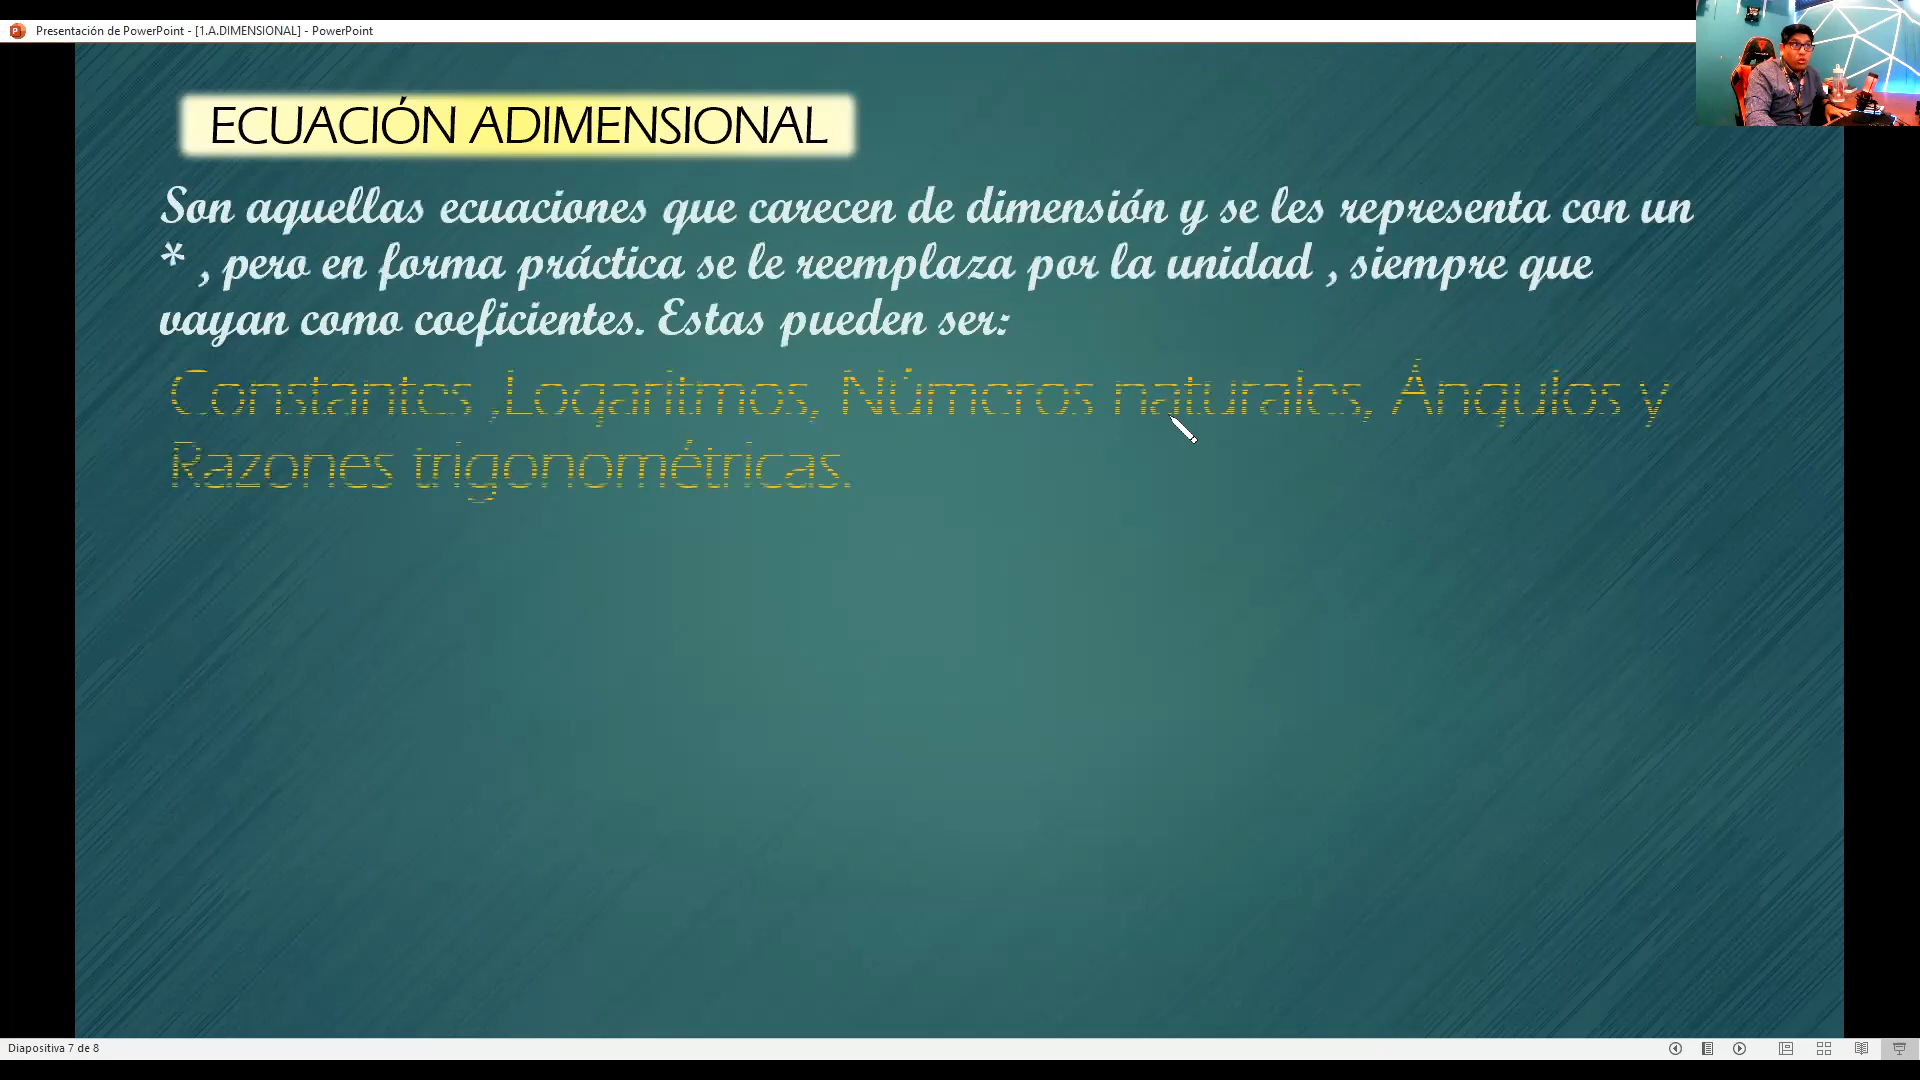 Presentación de PowerPoint - [1.A.DIMENSIONAL] - PowerPoint
ECUACIÓN ADIMENSIONAL
Son aquellas ecuaciones que carecen de dimensión y se les representa con un
* , pero en forma práctica se le reemplaza por la unidad , siempre que
vayan como coeficientes. Estas pueden ser:
Constantes ,Logaritmos, Números naturales, Ángulos y
Razones trigonométricas.
Diapositiva 7 de 8